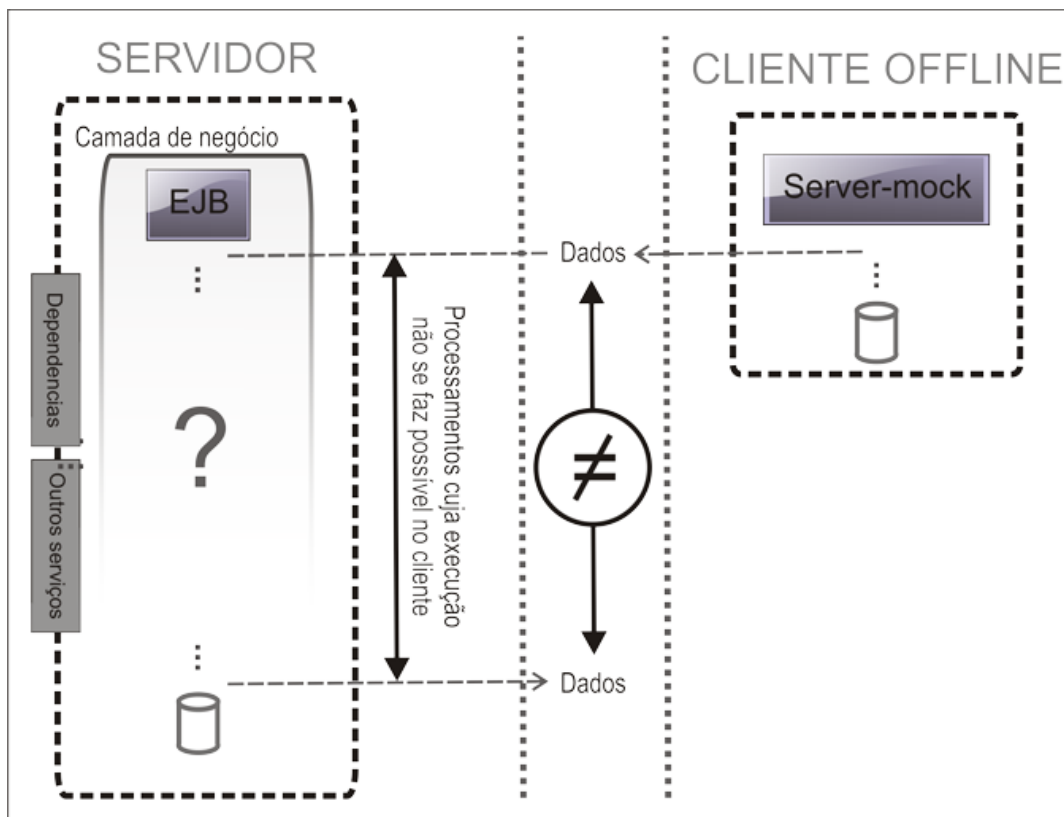 SERVIDOR
CLIENTE OFFLINE
Camada de negócio
EJB
Server-mock
Dados
Dependencias
Outros serviços
?
Processamentos cuja execução
não se faz possível no cliente
≠
Dados